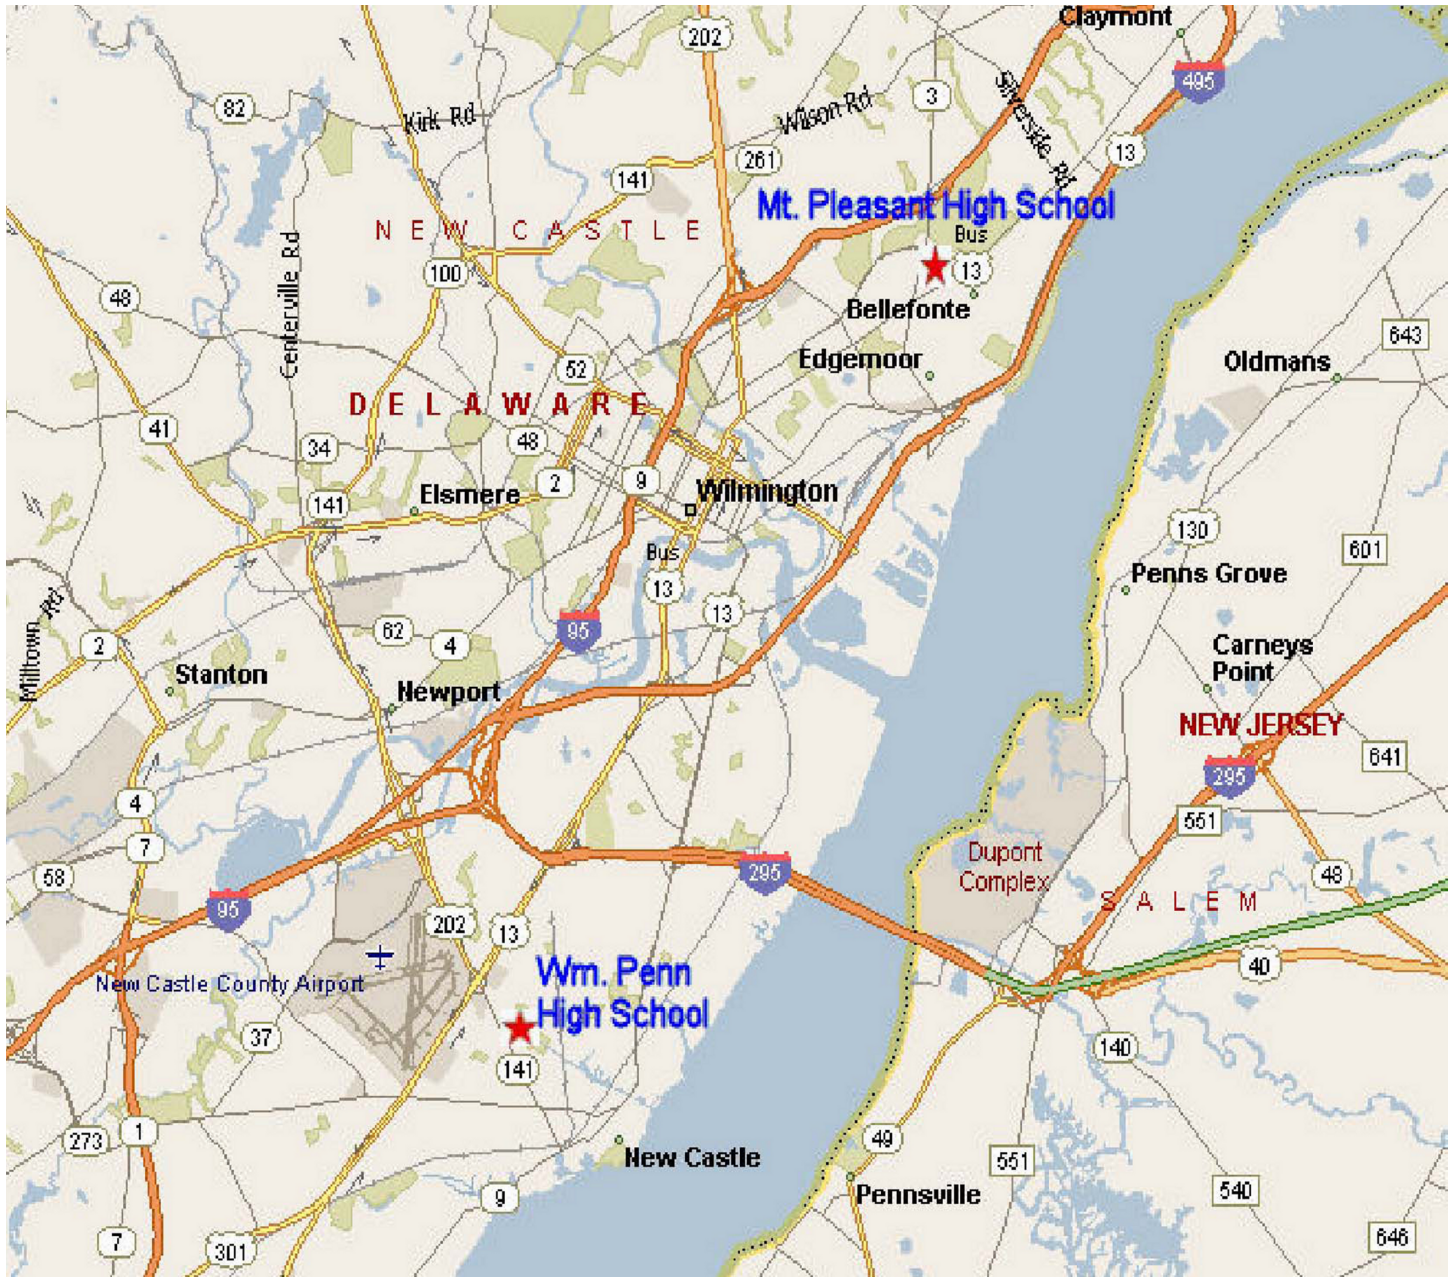 Claymont
202
495
82
3
Kirk Rd
Wilson Rd
Silverside Rd
13
261
141
Mt. Pleasant High School
NEW CASTLE
Bus
13
Centerville Rd
100
48
Bellefonte
643
Edgemoor
Oldmans
52
DELAWARE
41
34
48
2
9
Wilmington
141
Elsmere
130
601
Bus
13
Penns Grove
13
Milltown Rd
62
4
95
2
Carneys
Point
Stanton
Newport
NEW JERSEY
641
295
4
551
7
Dupont
Complex
58
295
48
95
SALEM
202
13
40
New Castle County Airport
Wm. Penn
High School
37
141
140
1
273
49
New Castle
551
Pennsville
9
540
7
301
646